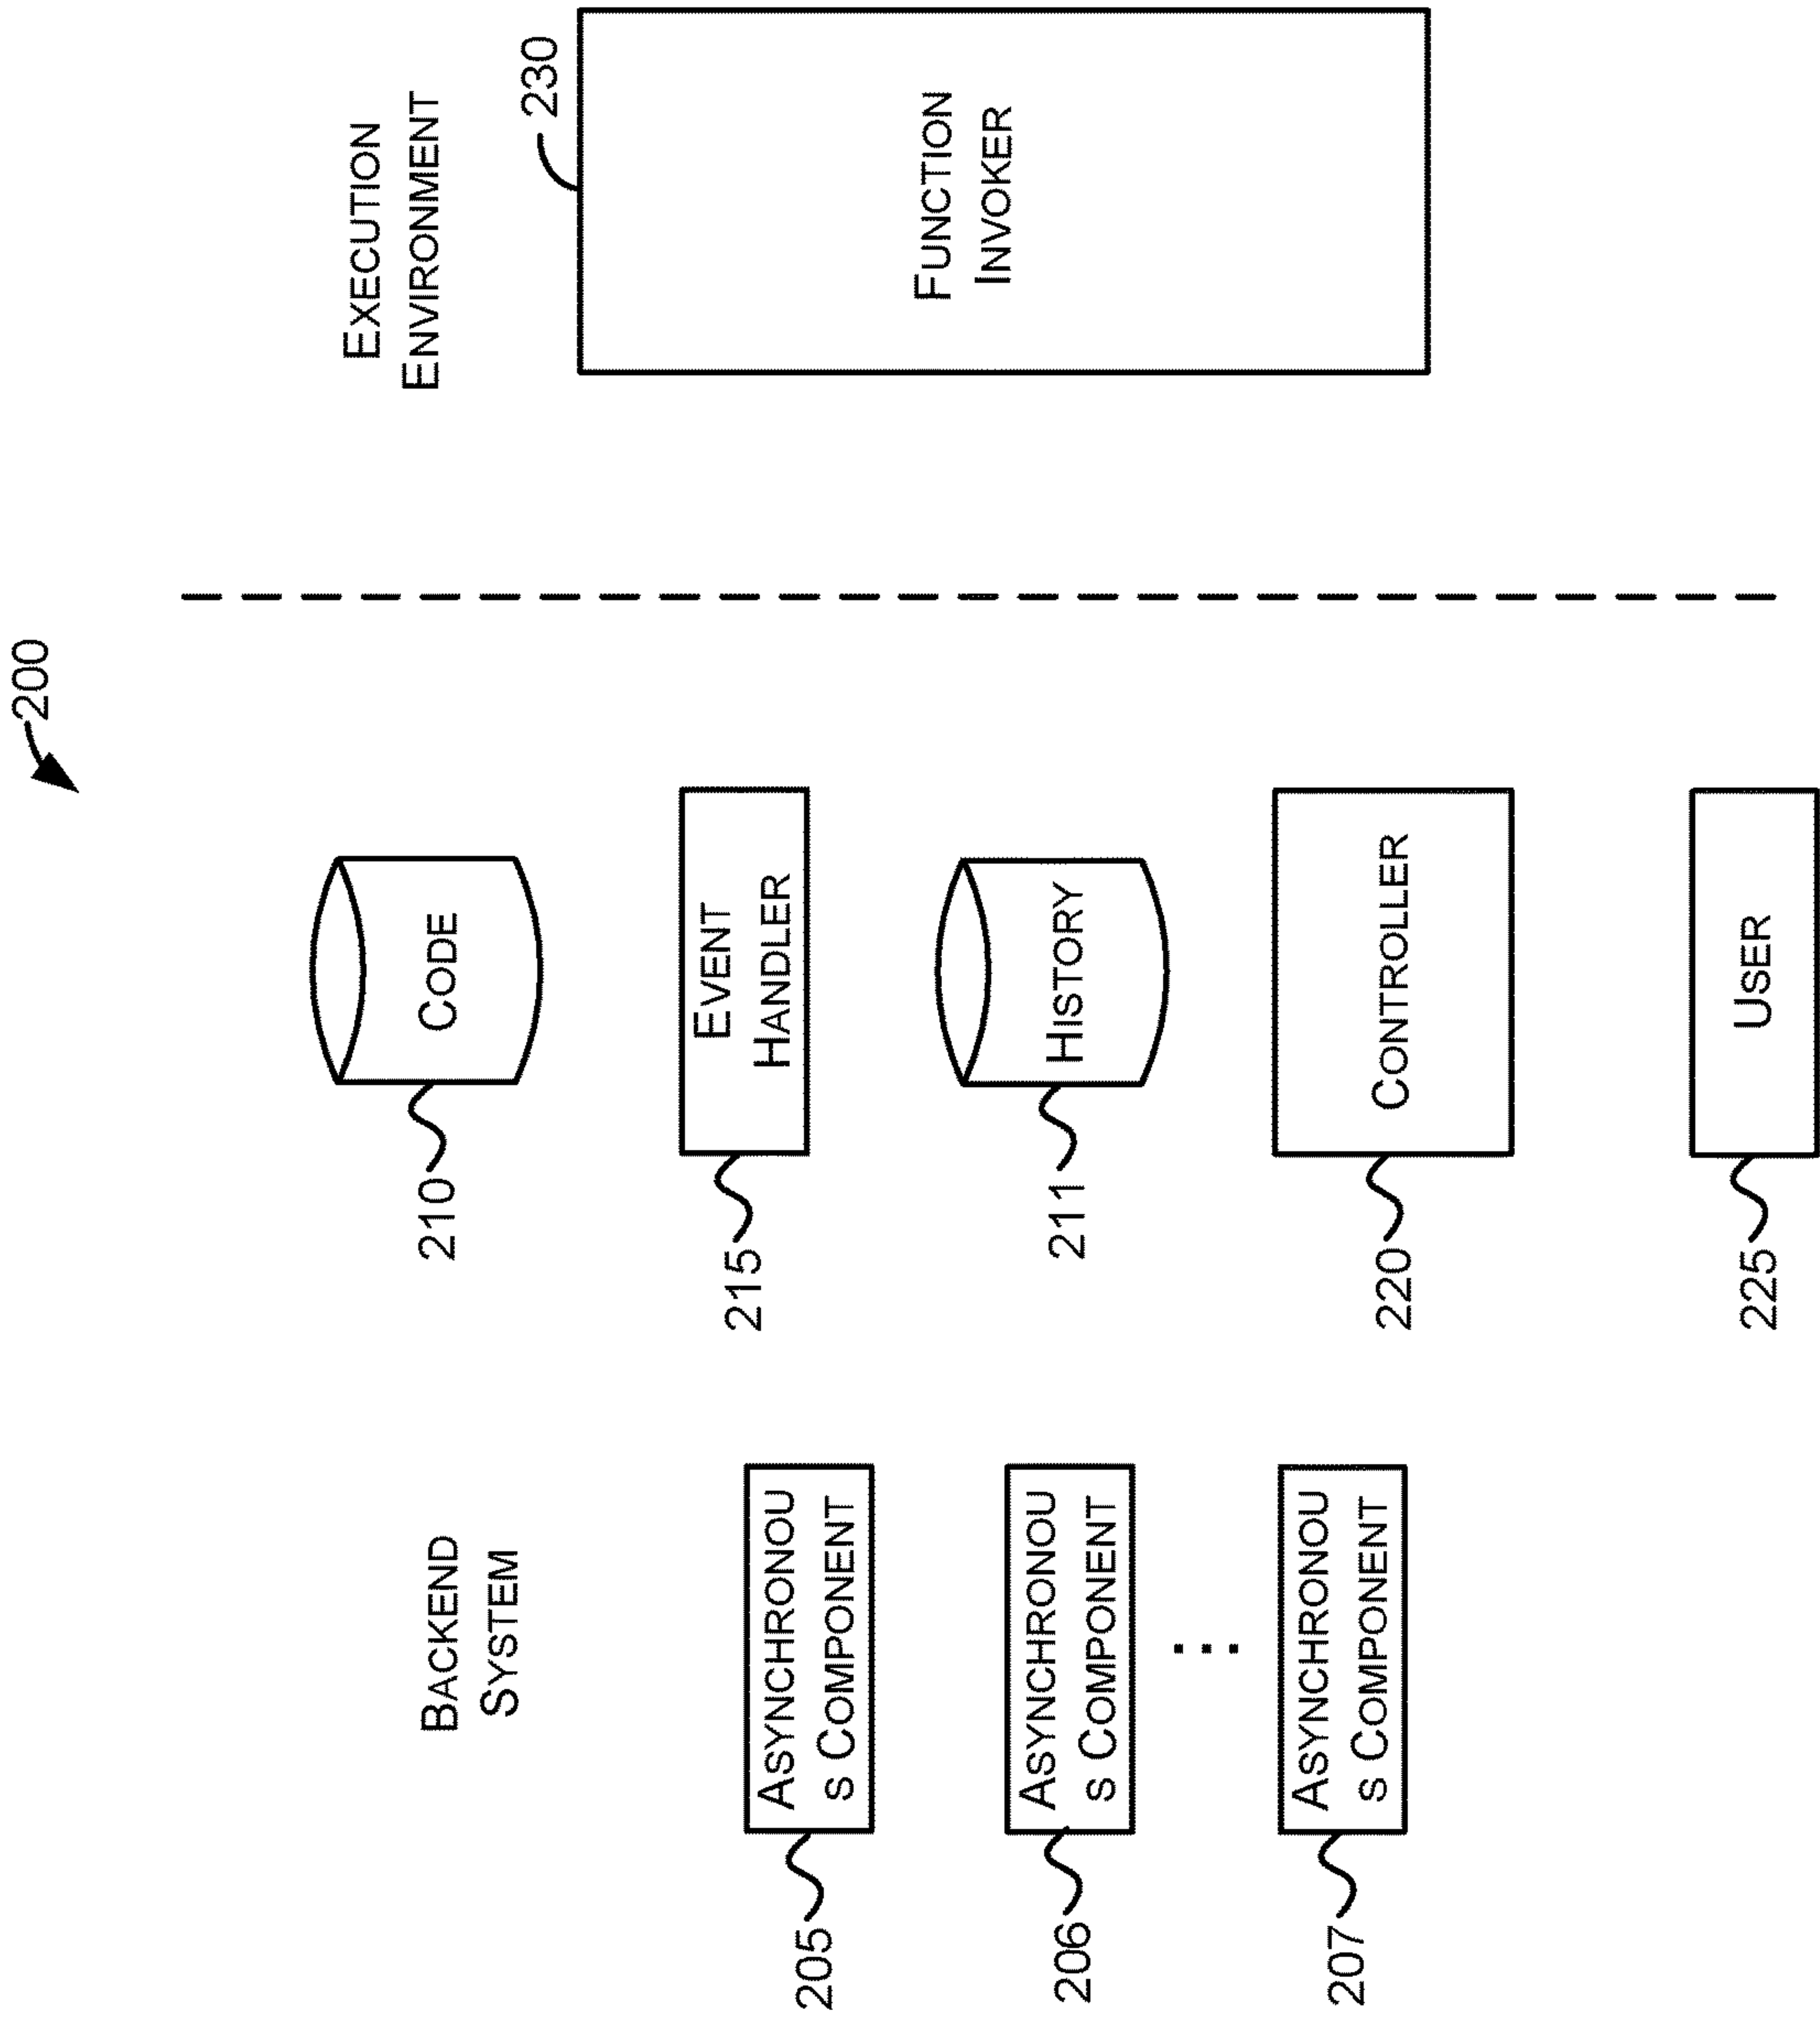 200
BACKEND
SYSTEM
EXECUTION
ENVIRONMENT
205
ASYNCHRONOU
S COMPONENT
206
ASYNCHRONOU
S COMPONENT
...
207
ASYNCHRONOU
S COMPONENT
210
CODE
215
EVENT
HANDLER
211
HISTORY
220
CONTROLLER
225
USER
230
FUNCTION
INVOKER